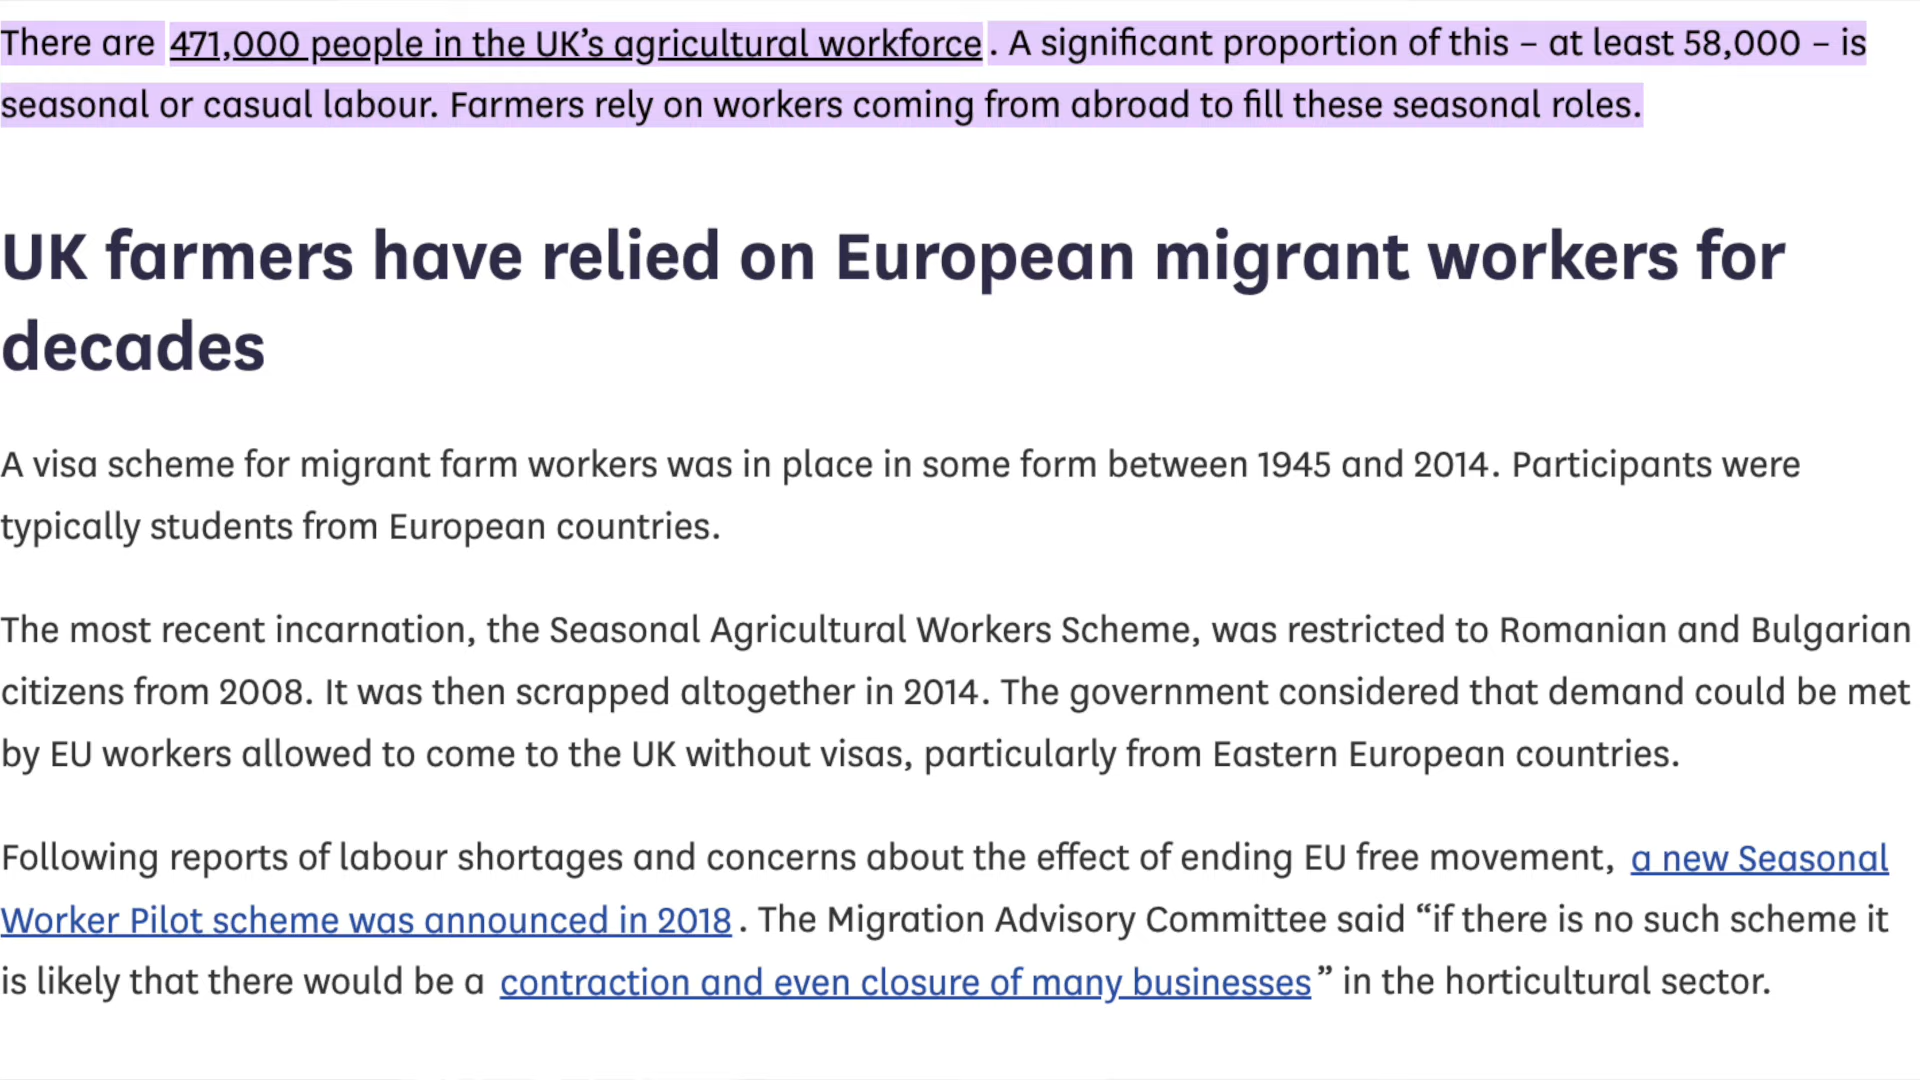 There are 471,000 people in the UK’s agricultural workforce. A significant proportion of this – at least 58,000 – is
seasonal or casual labour. Farmers rely on workers coming from abroad to fill these seasonal roles.
UK farmers have relied on European migrant workers for
decades
A visa scheme for migrant farm workers was in place in some form between 1945 and 2014. Participants were
typically students from European countries.
The most recent incarnation, the Seasonal Agricultural Workers Scheme, was restricted to Romanian and Bulgarian
citizens from 2008. It was then scrapped altogether in 2014. The government considered that demand could be met
by EU workers allowed to come to the UK without visas, particularly from Eastern European countries.
Following reports of labour shortages and concerns about the effect of ending EU free movement, a new Seasonal
Worker Pilot scheme was announced in 2018. The Migration Advisory Committee said “if there is no such scheme it
is likely that there would be a contraction and even closure of many businesses” in the horticultural sector.